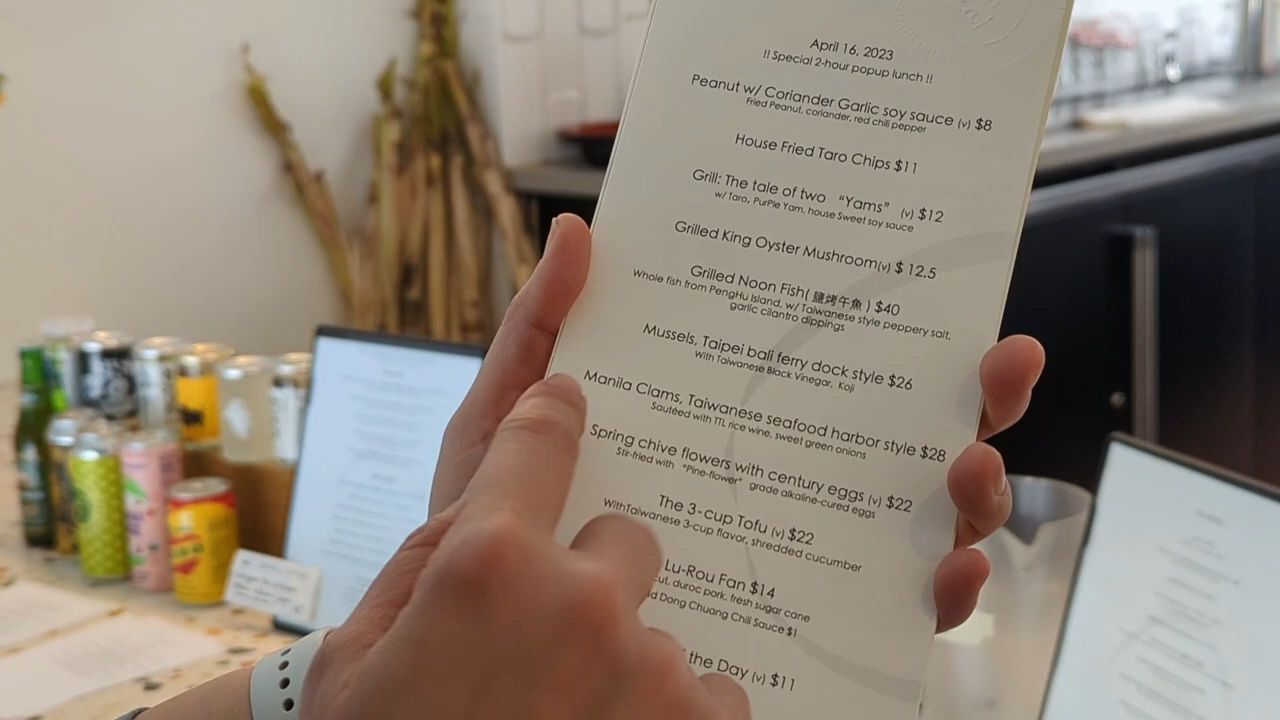 April 16, 2023
!! Special 2-hour popup lunch !!
Peanut w/ Coriander Garlic soy sauce (v) $8
Fried Peanut, coriander, red chili pepper
House Fried Taro Chips $11
Grill: The tale of two “Yams” (v) $12
w/ Taro, PurPle Yam, house Sweet soy sauce
Grilled King Oyster Mushroom(v) $ 12.5
Grilled Noon Fish( 鹽烤午魚 ) $40
Whole fish from PengHu Island, w/ Taiwanese style peppery salt,
garlic cilantro dippings
Mussels, Taipei bali ferry dock style $26
With Taiwanese Black Vinegar, Koji
Manila Clams, Taiwanese seafood harbor style $28
Sautéed with TTL rice wine, sweet green onions
Spring chive flowers with century eggs (v) $22
Stir-fried with “Pine-flower” grade alkaline-cured eggs
The 3-cup Tofu (v) $22
WithTaiwanese 3-cup flavor, shredded cucumber
Lu-Rou Fan $14
cut, duroc pork, fresh sugar cane
Dong Chuang Chili Sauce $1
the Day (v) $11